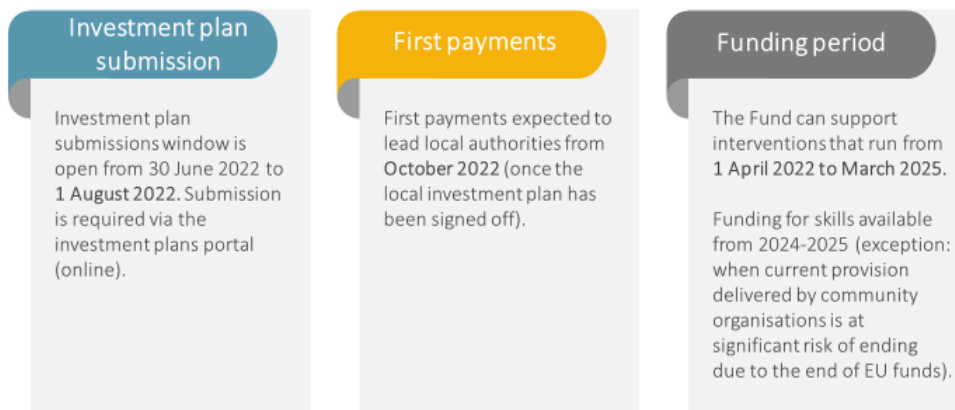 Investment plan
submission
Investment plan
submissions window is
open from 30 June 2022 to
1 August 2022. Submission
is required via the
investment plans portal
(online).
First payments
First payments expected to
lead local authorities from
October 2022 (once the
local investment plan has
been signed off).
Funding period
The Fund can support
interventions that run from
1 April 2022 to March 2025.
Funding for skills available
from 2024-2025 (exception:
when current provision
delivered by community
organisations is at
significant risk of ending
due to the end of EU funds).